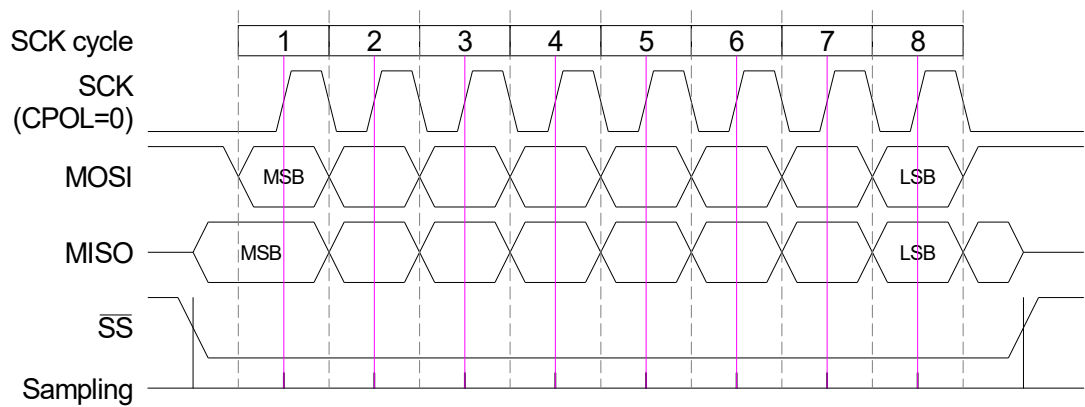 SCK cycle 1 2 3 4 5 6 7 8
SCK
(CPOL=0)
MOSI MSB LSB
MISO MSB LSB
SS
Sampling